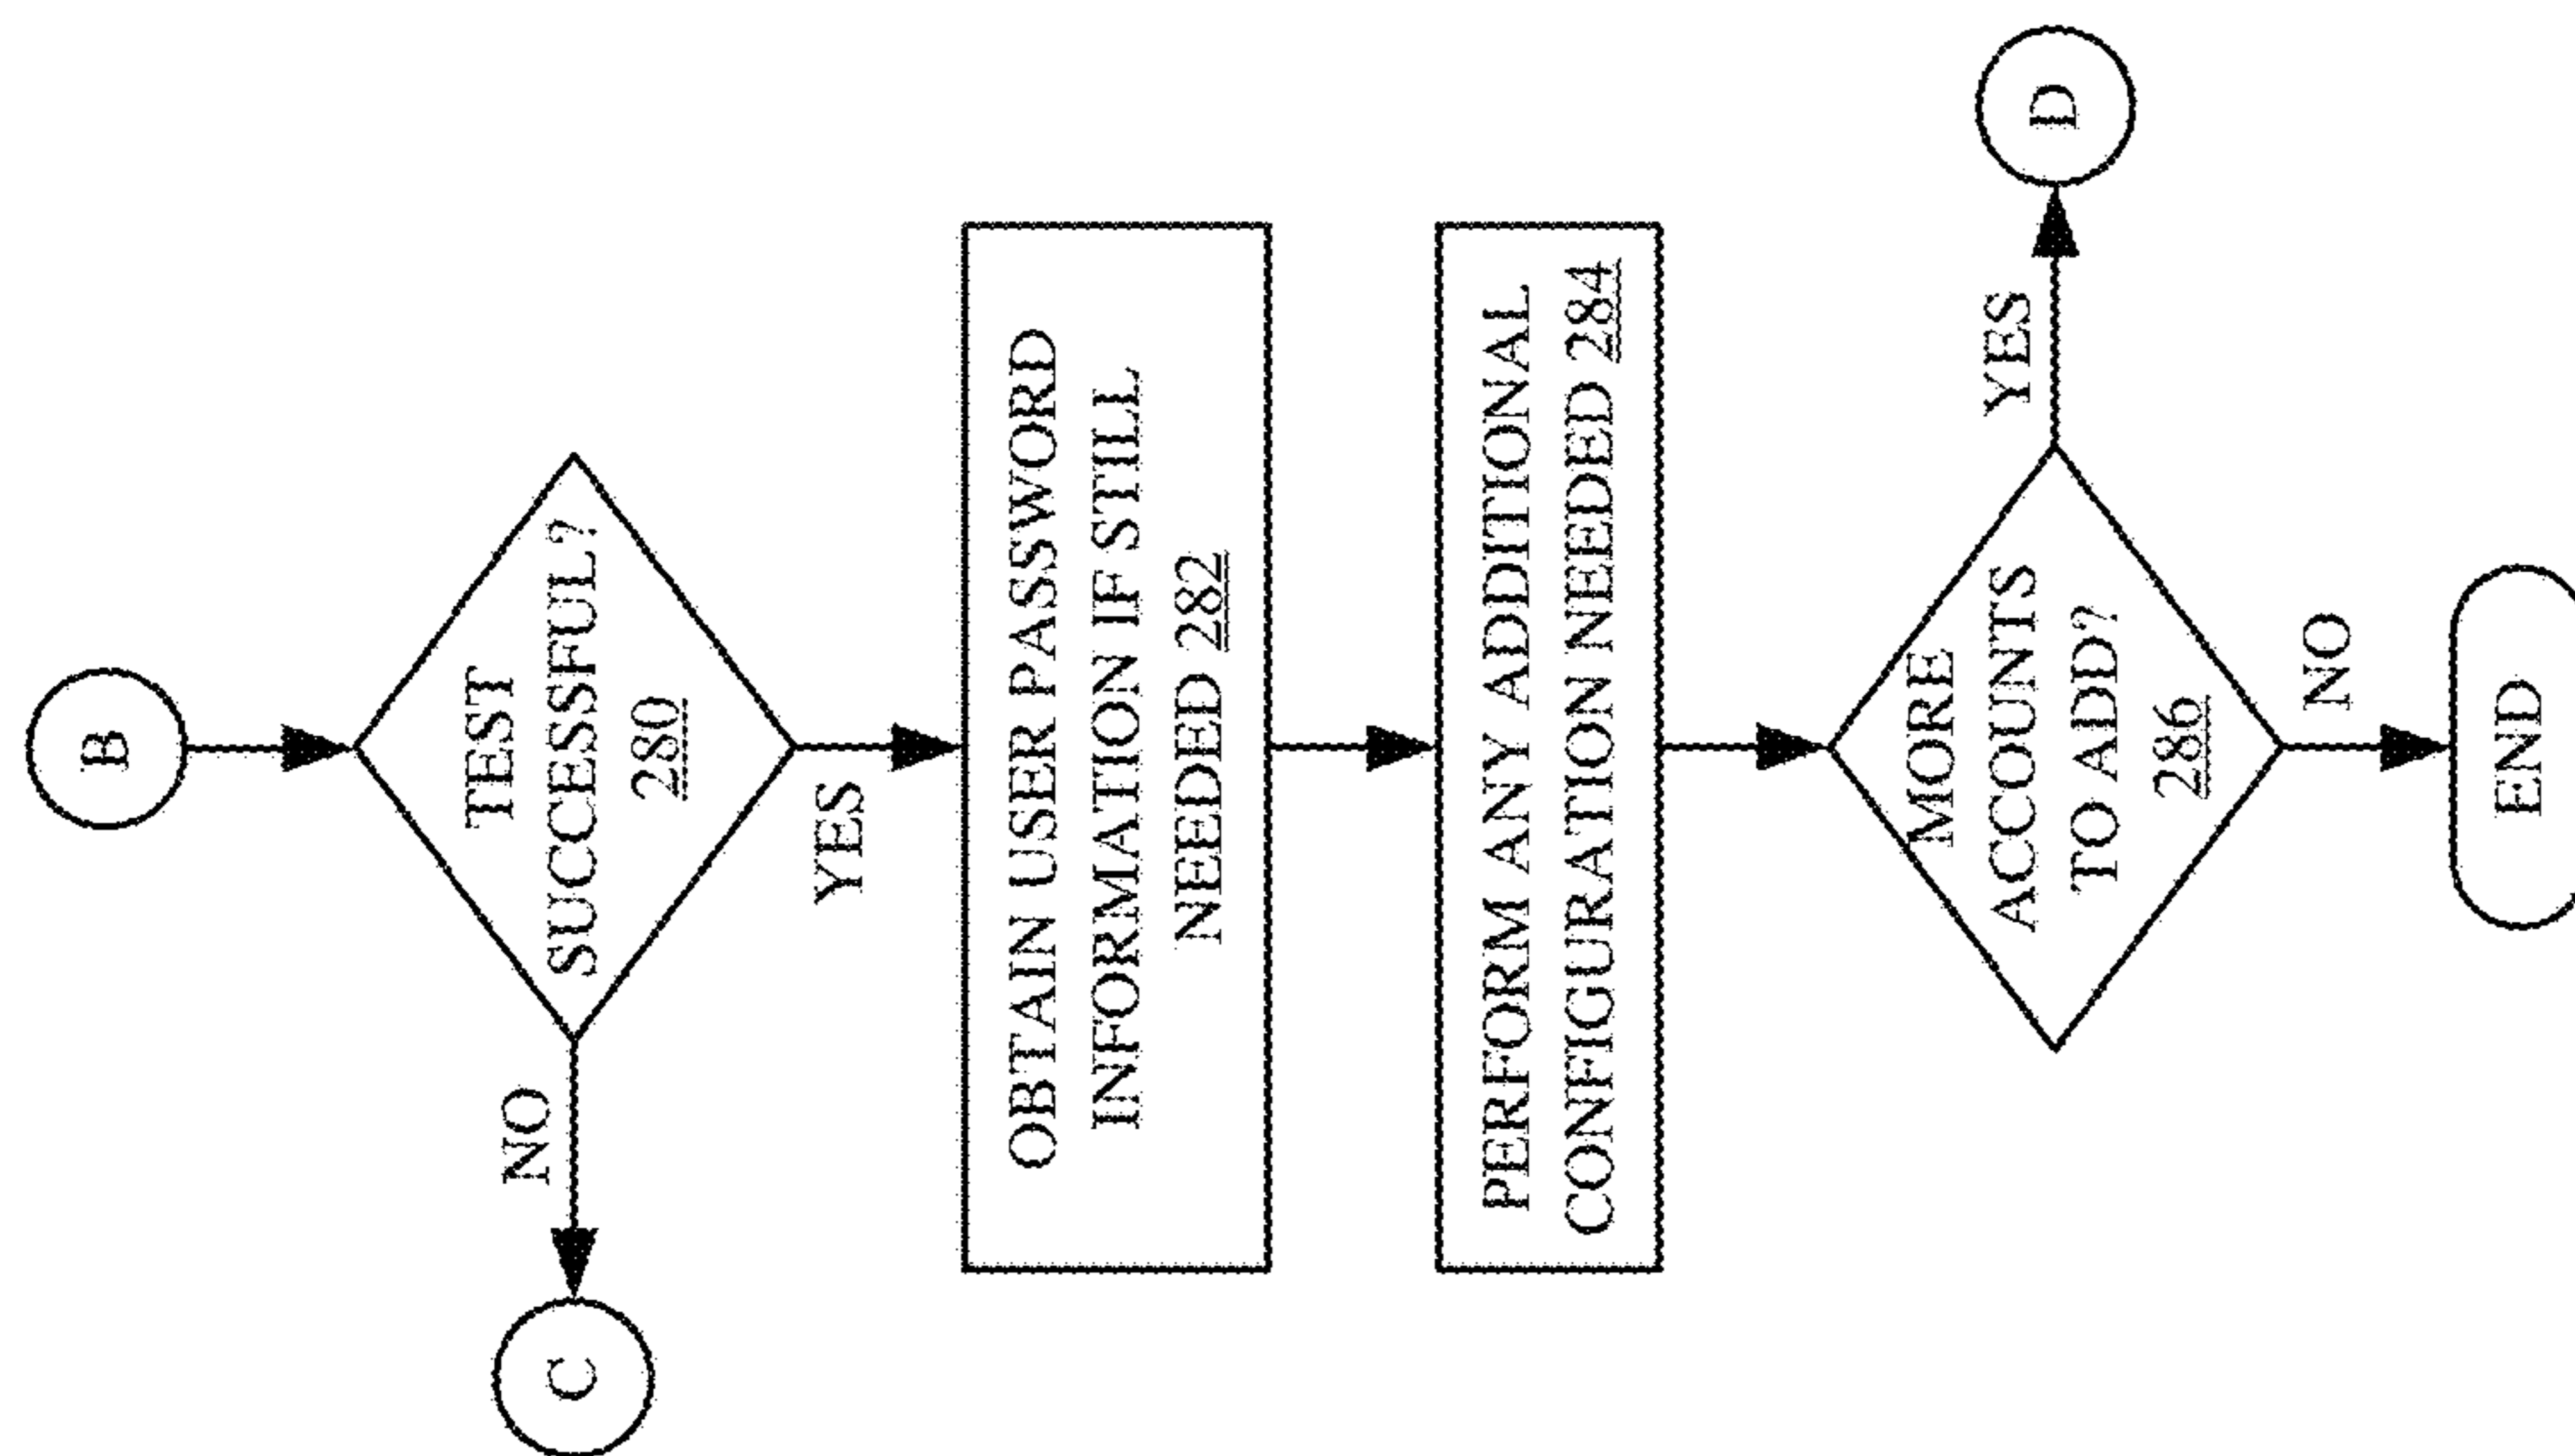 B
TEST
SUCCESSFUL?
280
NO
C
YES
OBTAIN USER PASSWORD
INFORMATION IF STILL
NEEDED 282
PERFORM ANY ADDITIONAL
CONFIGURATION NEEDED 284
MORE
ACCOUNTS
TO ADD?
286
YES
D
NO
END